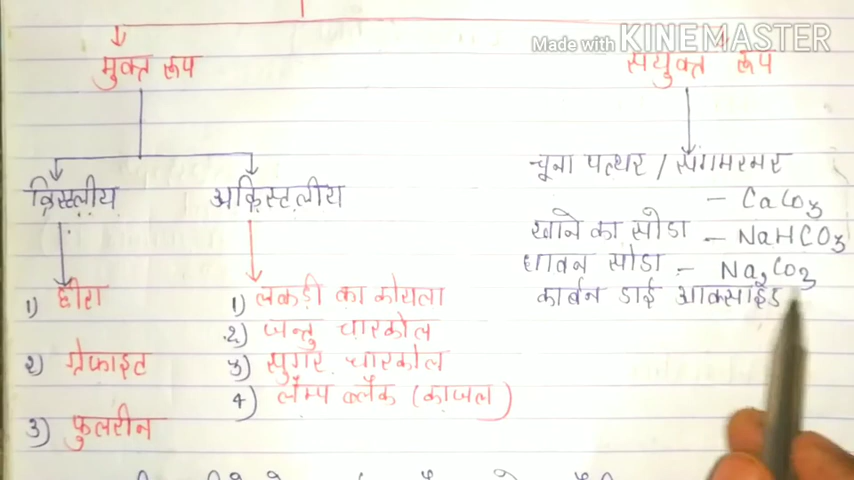 Made with KINEMASTER
मुक्त रूप
सयुक्त रूप
क्रिस्टलीय
अक्रिस्टलीय
1) हीरा
2) ग्रेफाइट
3) फुलरीन
1) लकड़ी का कोयला
2) जन्तु चारकोल
3) सुगर चारकोल
4) लैम्प ब्लैक (काजल)
चूना पत्थर / संगमरमर
- CaCO3
खाने का सोडा - NaHCO3
धावन सोडा - Na2CO3
कार्बन डाई आक्साइड